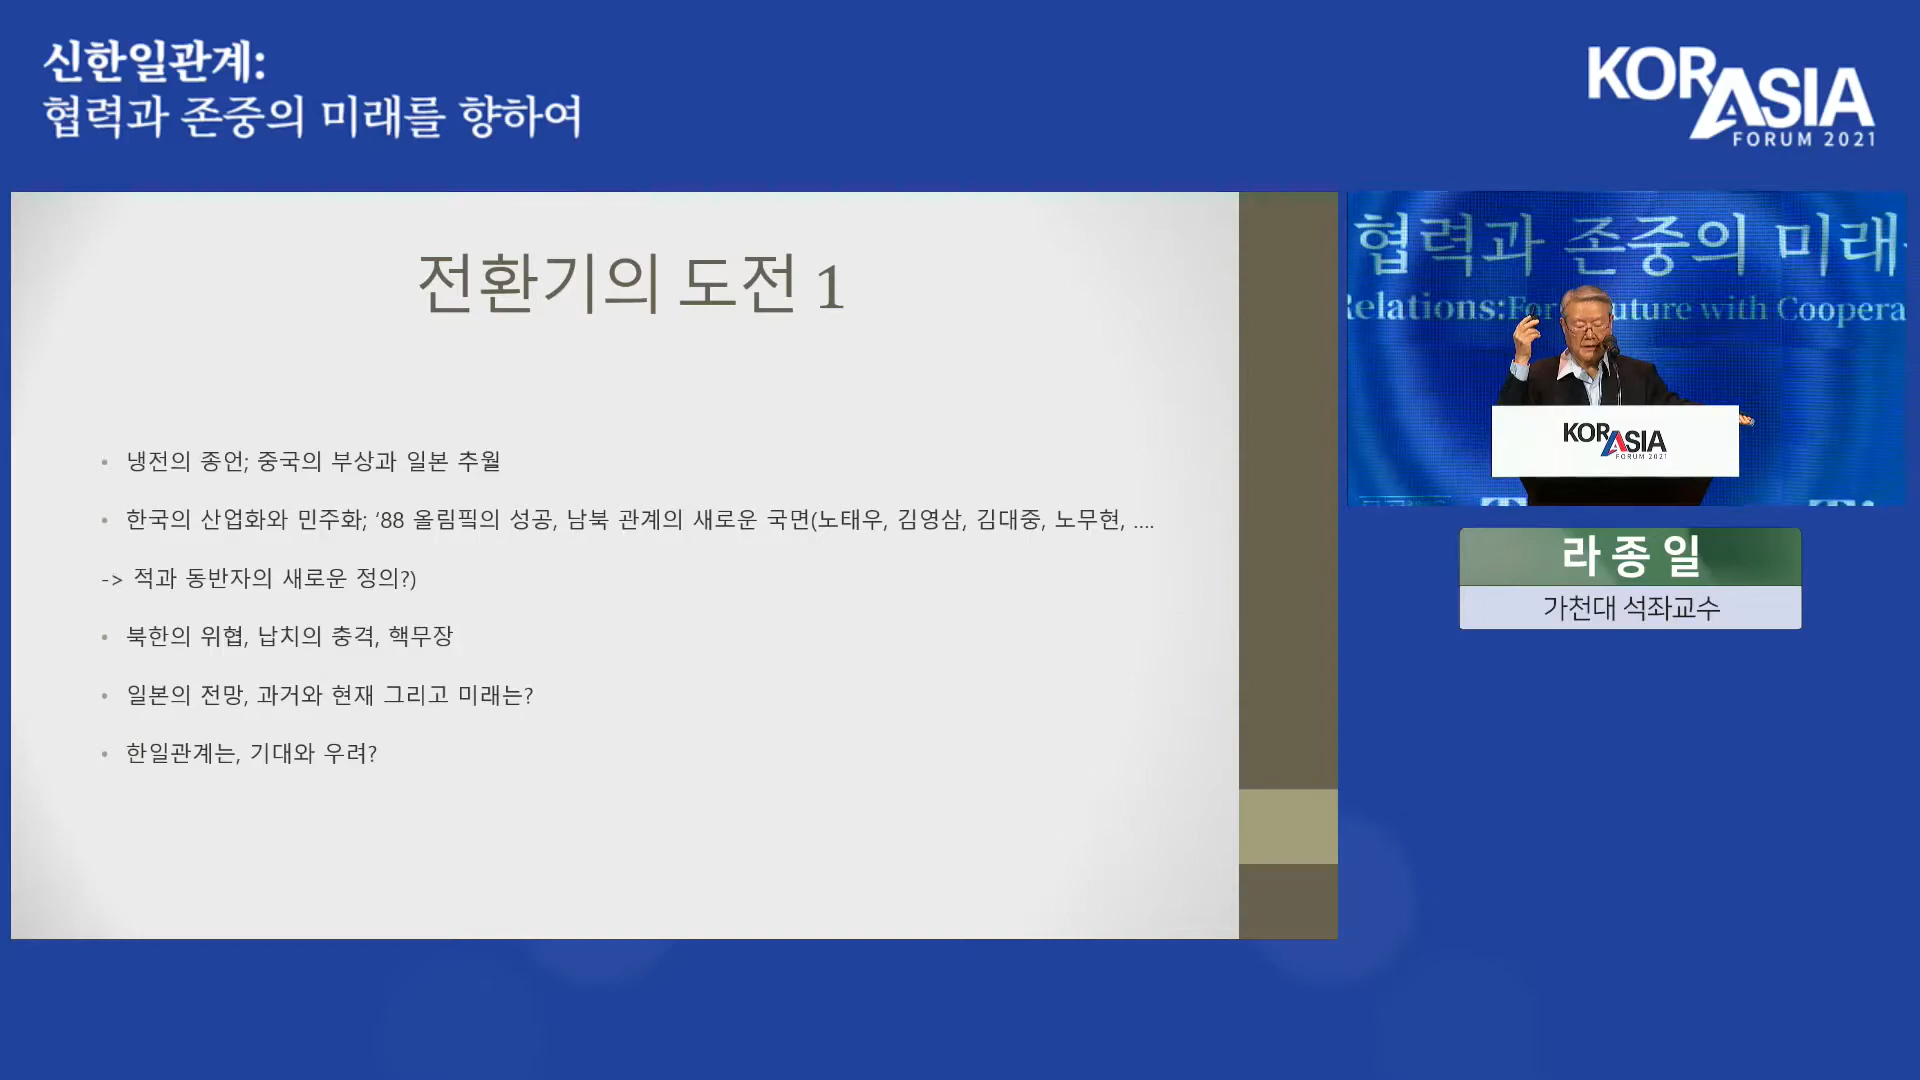 신한일관계:
협력과 존중의 미래를 향하여
KORASIA
FORUM 2021
전환기의 도전 1
• 냉전의 종언; 중국의 부상과 일본 추월
• 한국의 산업화와 민주화; ‘88 올림픽의 성공, 남북 관계의 새로운 국면(노태우, 김영삼, 김대중, 노무현, ....
-> 적과 동반자의 새로운 정의?)
• 북한의 위협, 납치의 충격, 핵무장
• 일본의 전망, 과거와 현재 그리고 미래는?
• 한일관계는, 기대와 우려?
협력과 존중의 미래
Relations:For Future with Coopera
KORASIA
FORUM 2021
라종일
가천대 석좌교수